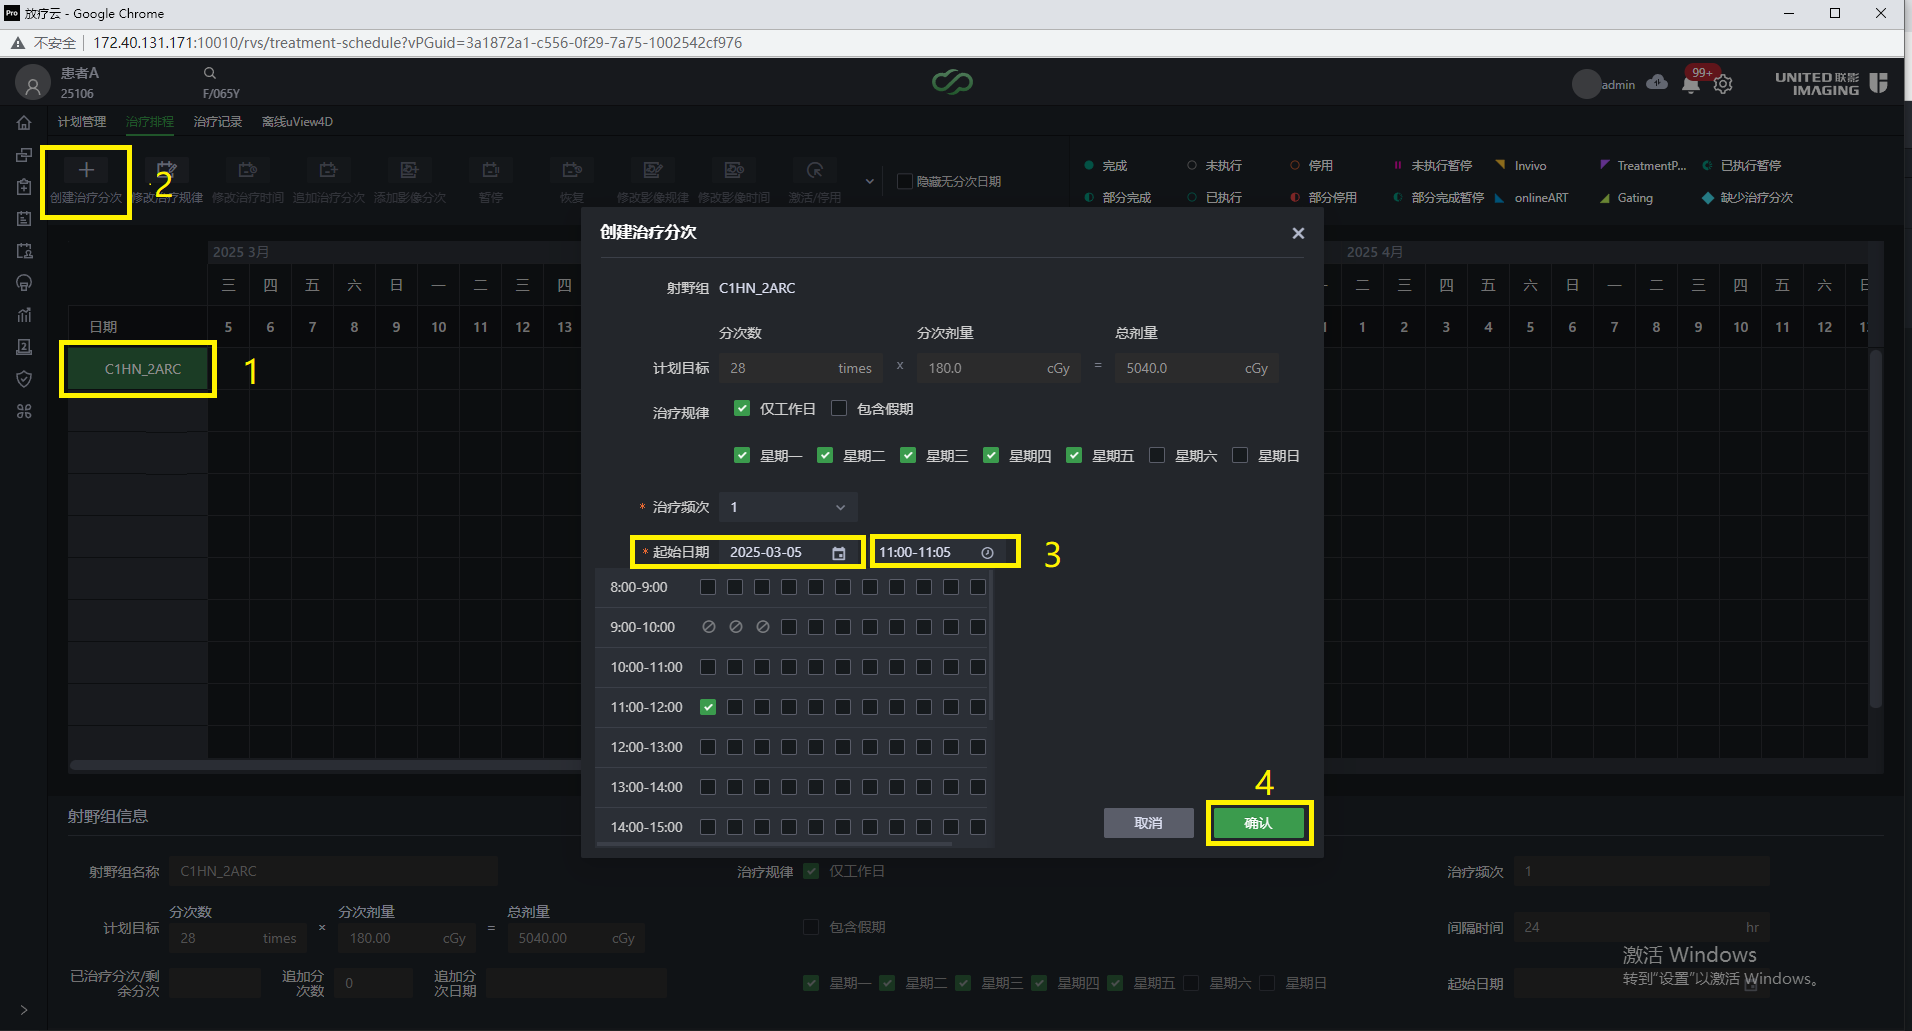 放疗云 - Google Chrome
不安全 172.40.131.171:10010/rvs/treatment-schedule?vPGuid=3a1872a1-c556-0f29-7a75-1002542cf976
患者A
25106 F/065Y
admin 99+ UNITED 联影 IMAGING
计划管理 治疗排程 治疗记录 离线uView4D
创建治疗分次 2 修改治疗规律 修改治疗时间 追加治疗分次 添加影像分次 暂停 恢复 修改影像规律 修改影像时间 激活/停用 隐藏无分次日期
完成 未执行 停用 未执行暂停 Invivo TreatmentP... 已执行暂停
部分完成 已执行 部分停用 部分完成暂停 onlineART Gating 缺少治疗分次
2025 3月 2025 4月
三 四 五 六 日 一 二 三 四 二 三 四 五 六 日 一 二 三 四 五 六
日期 5 6 7 8 9 10 11 12 13 1 2 3 4 5 6 7 8 9 10 11 12
C1HN_2ARC 1
创建治疗分次
射野组 C1HN_2ARC
分次数 分次剂量 总剂量
计划目标 28 times x 180.0 cGy = 5040.0 cGy
治疗规律 仅工作日 包含假期
星期一 星期二 星期三 星期四 星期五 星期六 星期日
* 治疗频次 1
* 起始日期 2025-03-05 11:00-11:05 3
8:00-9:00
9:00-10:00
10:00-11:00
11:00-12:00
12:00-13:00
13:00-14:00
14:00-15:00
4
取消 确认
射野组信息
射野组名称 C1HN_2ARC 治疗规律 仅工作日 治疗频次 1
分次数 分次剂量 总剂量
计划目标 28 times × 180.00 cGy = 5040.00 cGy 包含假期 间隔时间 24 hr
已治疗分次/剩余分次 追加分次数 0 追加分次日期 星期一 星期二 星期三 星期四 星期五 星期六 星期日 起始日期
激活 Windows
转到“设置”以激活 Windows。